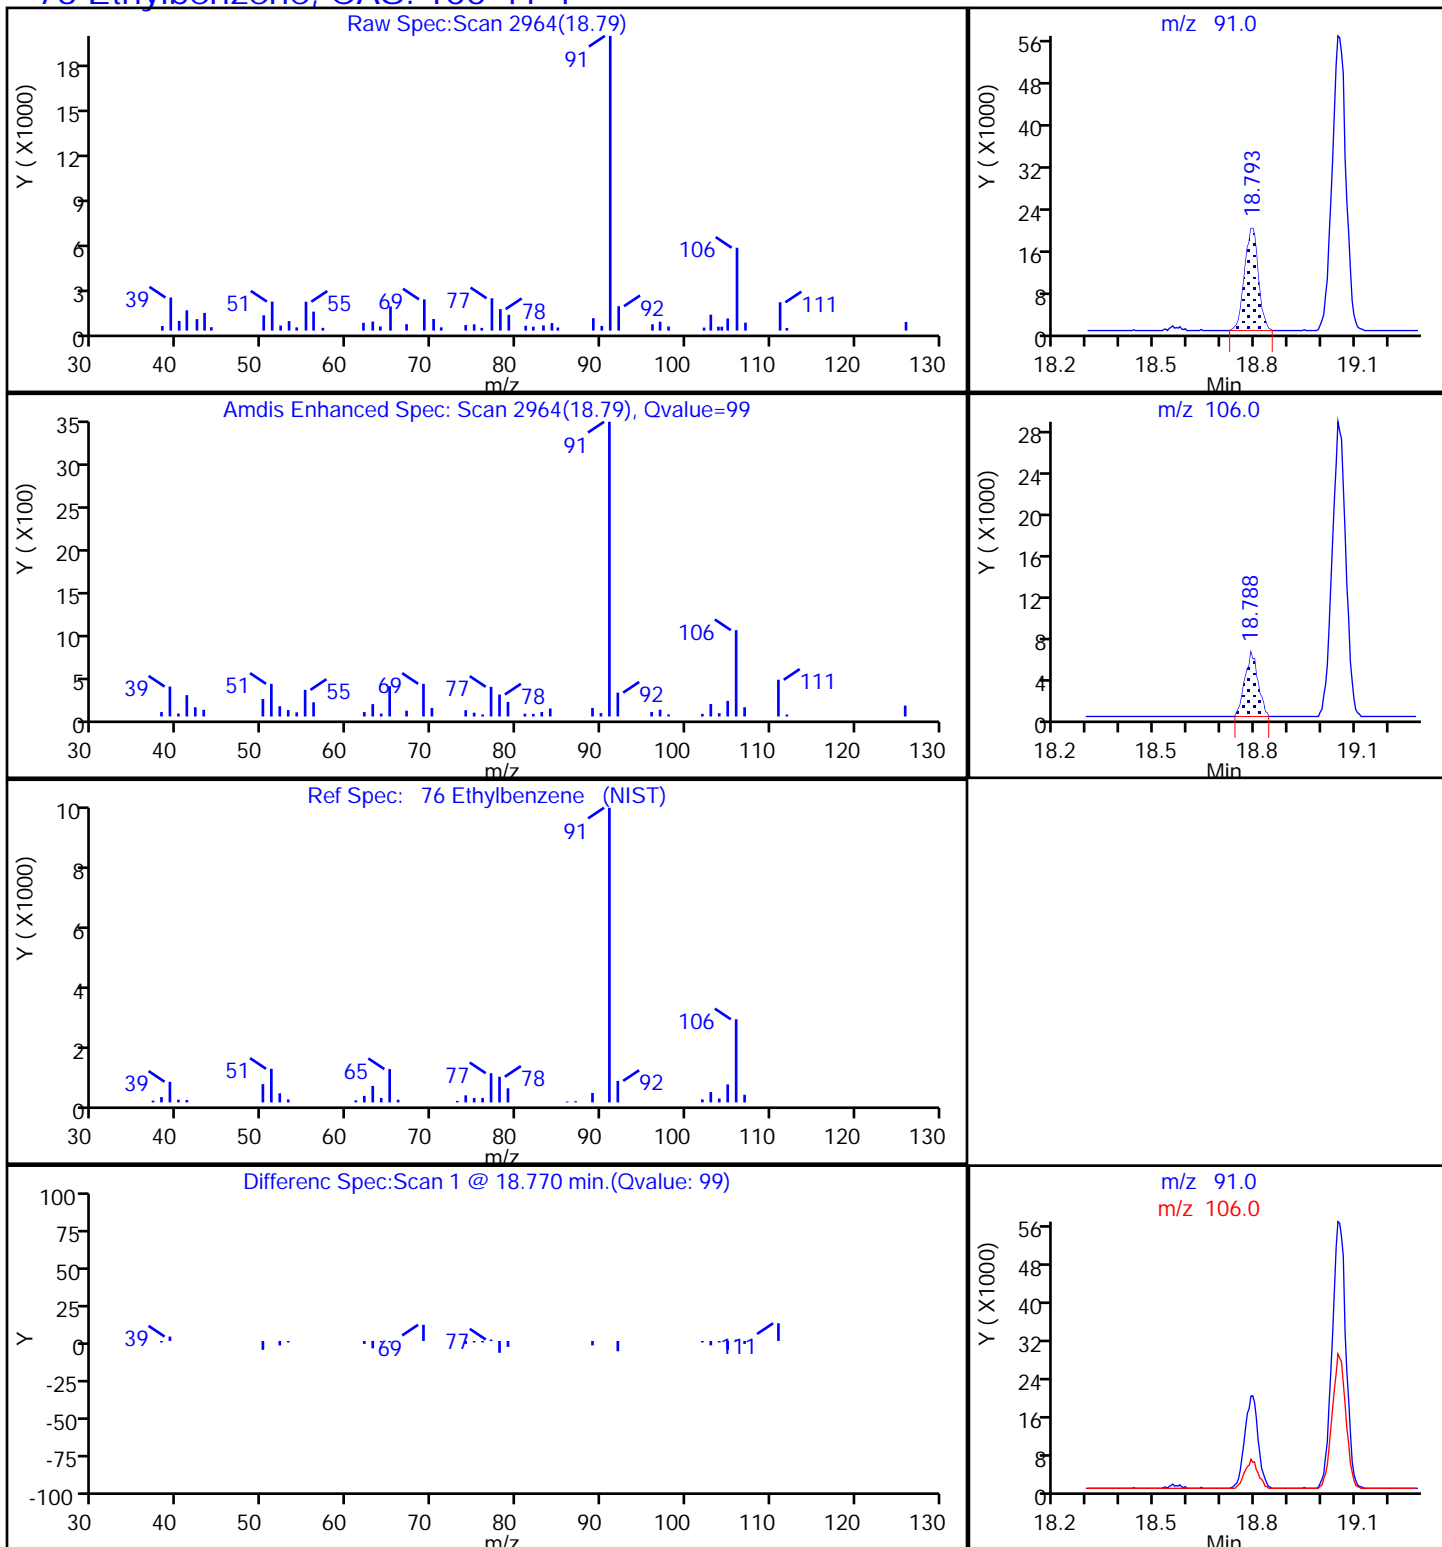 76 Ethylbenzene, CAS: 100-41-4
Raw Spec:Scan 2964(18.79)
Y ( X1000)
18
15
12
9
6
3
0
39
51
55
69
77
78
91
92
106
111
30 40 50 60 70 80 90 100 110 120 130
m/z
m/z 91.0
Y ( X1000)
56
48
40
32
24
16
8
0
18.793
18.2 18.5 18.8 19.1
Min
Amdis Enhanced Spec: Scan 2964(18.79), Qvalue=99
Y ( X100)
35
30
25
20
15
10
5
0
39
51
55
69
77
78
91
92
106
111
30 40 50 60 70 80 90 100 110 120 130
m/z
m/z 106.0
Y ( X1000)
28
24
20
16
12
8
4
0
18.788
18.2 18.5 18.8 19.1
Min
Ref Spec: 76 Ethylbenzene (NIST)
Y ( X1000)
10
8
6
4
2
0
39
51
65
77
78
91
92
106
30 40 50 60 70 80 90 100 110 120 130
m/z
Differenc Spec:Scan 1 @ 18.770 min.(Qvalue: 99)
Y
100
75
50
25
0
-25
-50
-75
-100
39
69
77
111
30 40 50 60 70 80 90 100 110 120 130
m/z
m/z 91.0
m/z 106.0
Y ( X1000)
56
48
40
32
24
16
8
0
18.2 18.5 18.8 19.1
Min